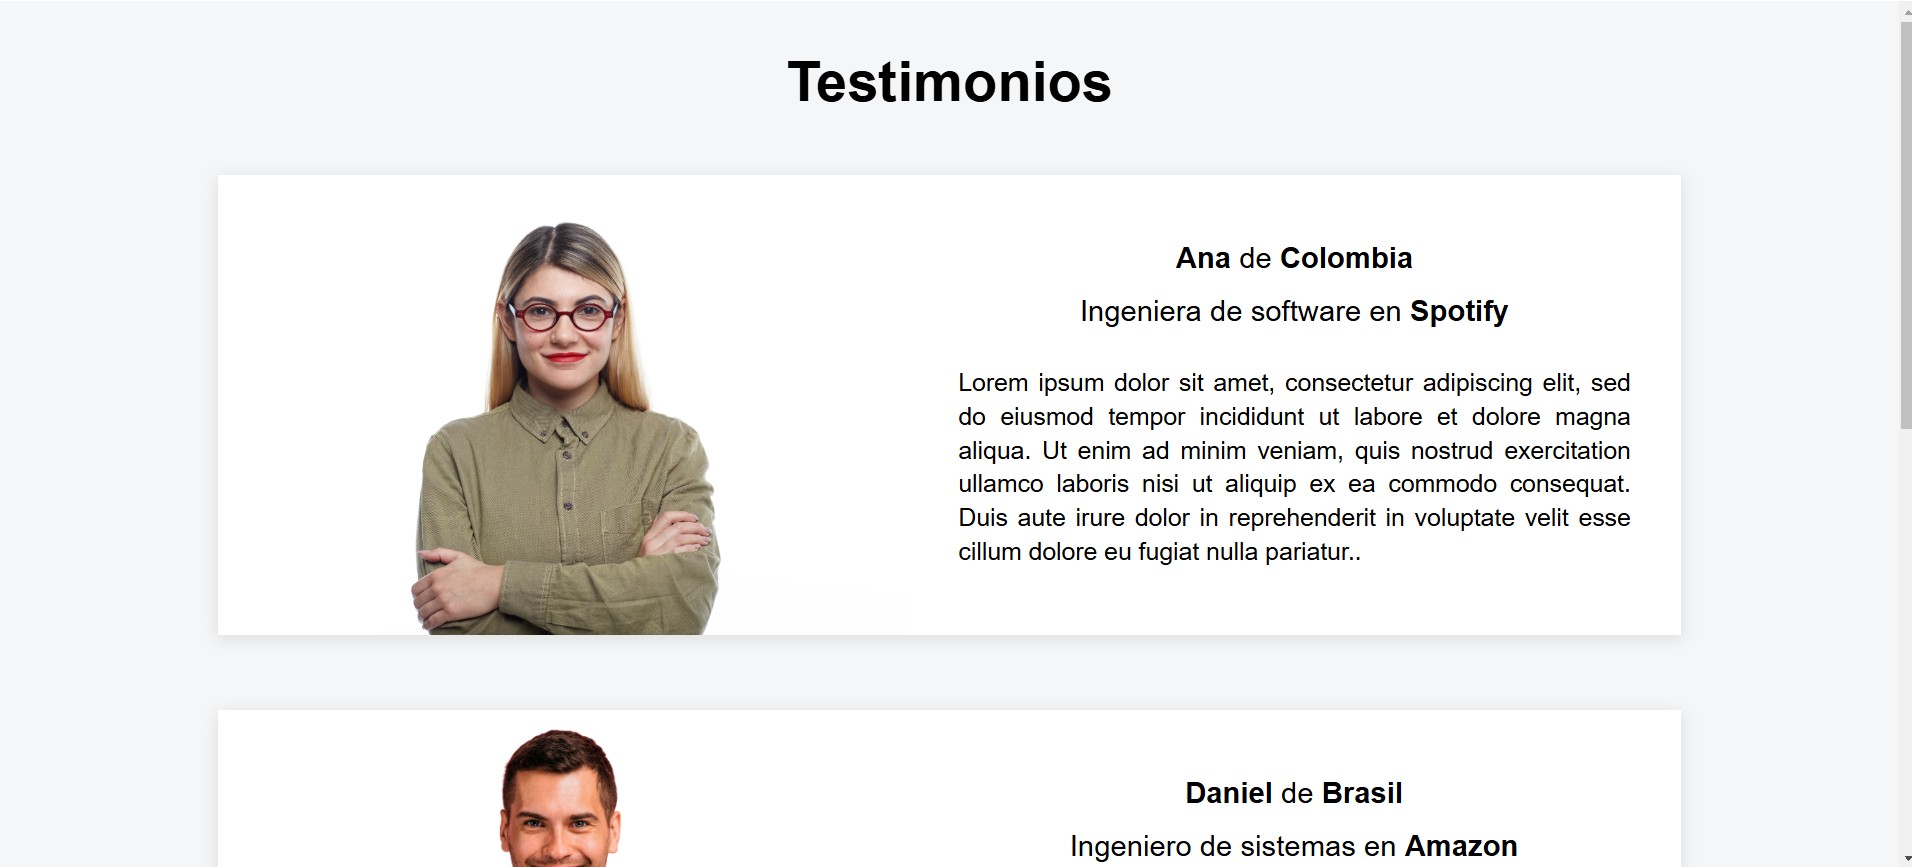 Testimonios
Ana de Colombia
Ingeniera de software en Spotify
Lorem ipsum dolor sit amet, consectetur adipiscing elit, sed
do eiusmod tempor incididunt ut labore et dolore magna
aliqua. Ut enim ad minim veniam, quis nostrud exercitation
ullamco laboris nisi ut aliquip ex ea commodo consequat.
Duis aute irure dolor in reprehenderit in voluptate velit esse
cillum dolore eu fugiat nulla pariatur..
Daniel de Brasil
Ingeniero de sistemas en Amazon